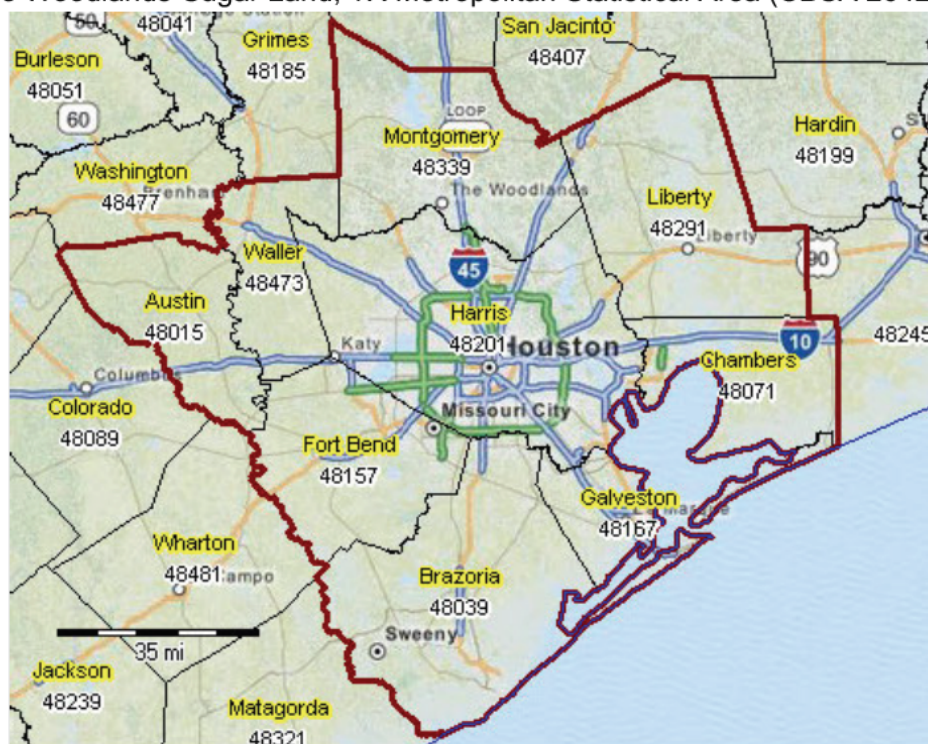 Woodlands-Sugar Land, TX Metropolitan Statistical Area (CBSA
48041
Grimes
48185
San Jacinto
48407
Burleson
48051
60
LOOP
Montgomery
48339
Hardin
48199
Washington
48477
The Woodlands
Liberty
48291
Liberty
90
Waller
48473
45
Austin
48015
Harris
48201
Houston
10
48245
Katy
Chambers
48071
Columbus
Colorado
48089
Missouri City
Fort Bend
48157
Galveston
48167
Wharton
48481
Brazoria
48039
35 mi
Sweeny
Jackson
48239
Matagorda
48321